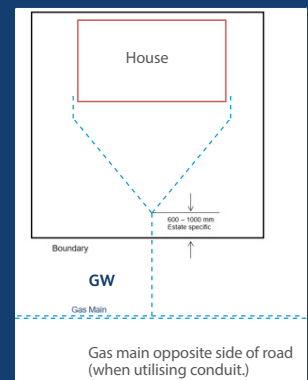 House
600 – 1000 mm
Estate specific
Boundary
GW
Gas Main
Gas main opposite side of road
(when utilising conduit.)